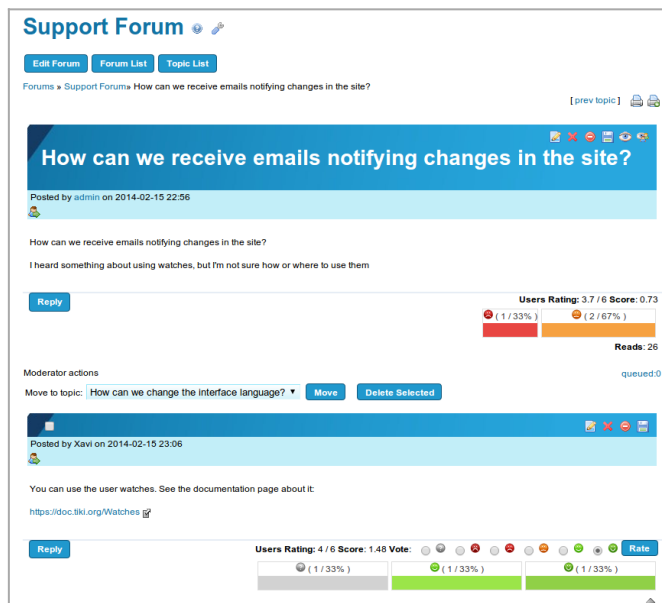 Support Forum
Edit Forum Forum List Topic List
Forums » Support Forum» How can we receive emails notifying changes in the site?
[ prev topic ]
How can we receive emails notifying changes in the site?
Posted by admin on 2014-02-15 22:56
How can we receive emails notifying changes in the site?
I heard something about using watches, but I'm not sure how or where to use them
Reply
Users Rating: 3.7 / 6 Score: 0.73
( 1 / 33% ) ( 2 / 67% )
Reads: 26
Moderator actions
queued:0
Move to topic: How can we change the interface language? Move Delete Selected
Posted by Xavi on 2014-02-15 23:06
You can use the user watches. See the documentation page about it:
https://doc.tiki.org/Watches
Reply Users Rating: 4 / 6 Score: 1.48 Vote: Rate
( 1 / 33% ) ( 1 / 33% ) ( 1 / 33% )